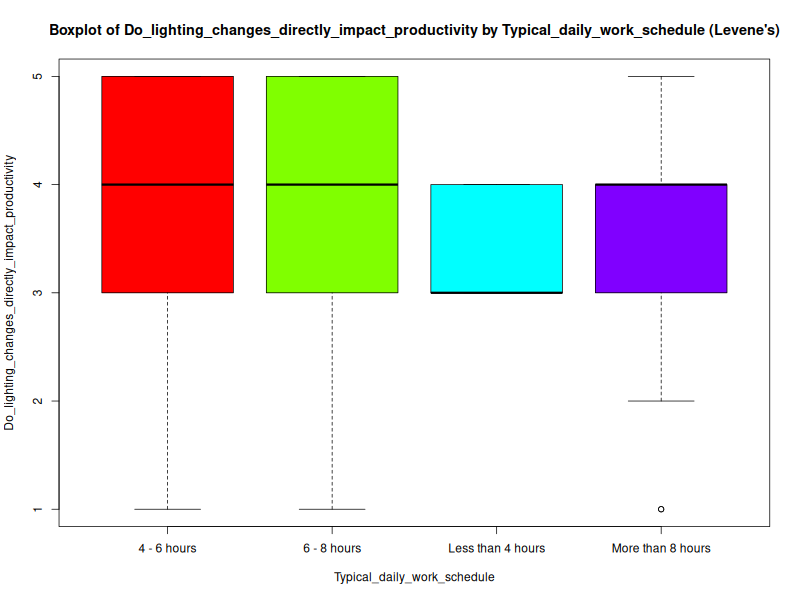 Boxplot of Do_lighting_changes_directly_impact_productivity by Typical_daily_work_schedule (Levene's)
Do_lighting_changes_directly_impact_productivity
5
4
3
2
1
4 - 6 hours
6 - 8 hours
Less than 4 hours
More than 8 hours
Typical_daily_work_schedule